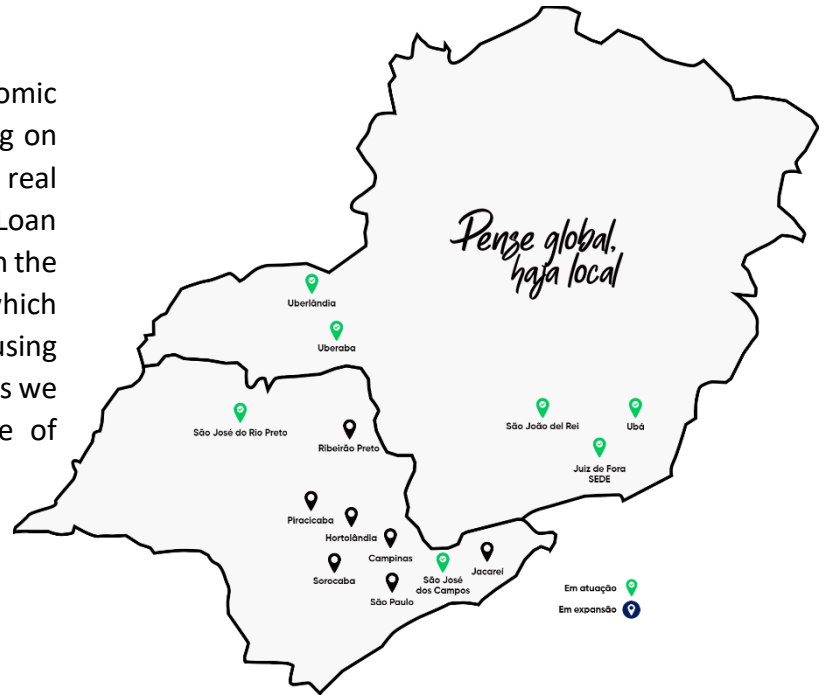 omic
g on
real
Loan
n the
which
using
s we
e of
Pense global,
haja local
Uberlândia
Uberaba
São José do Rio Preto
Ribeirão Preto
São João del Rei
Ubá
Juiz de Fora
SEDE
Piracicaba
Hortolândia
Campinas
Sorocaba
São Paulo
São José
dos Campos
Jacareí
Em atuação
Em expansão